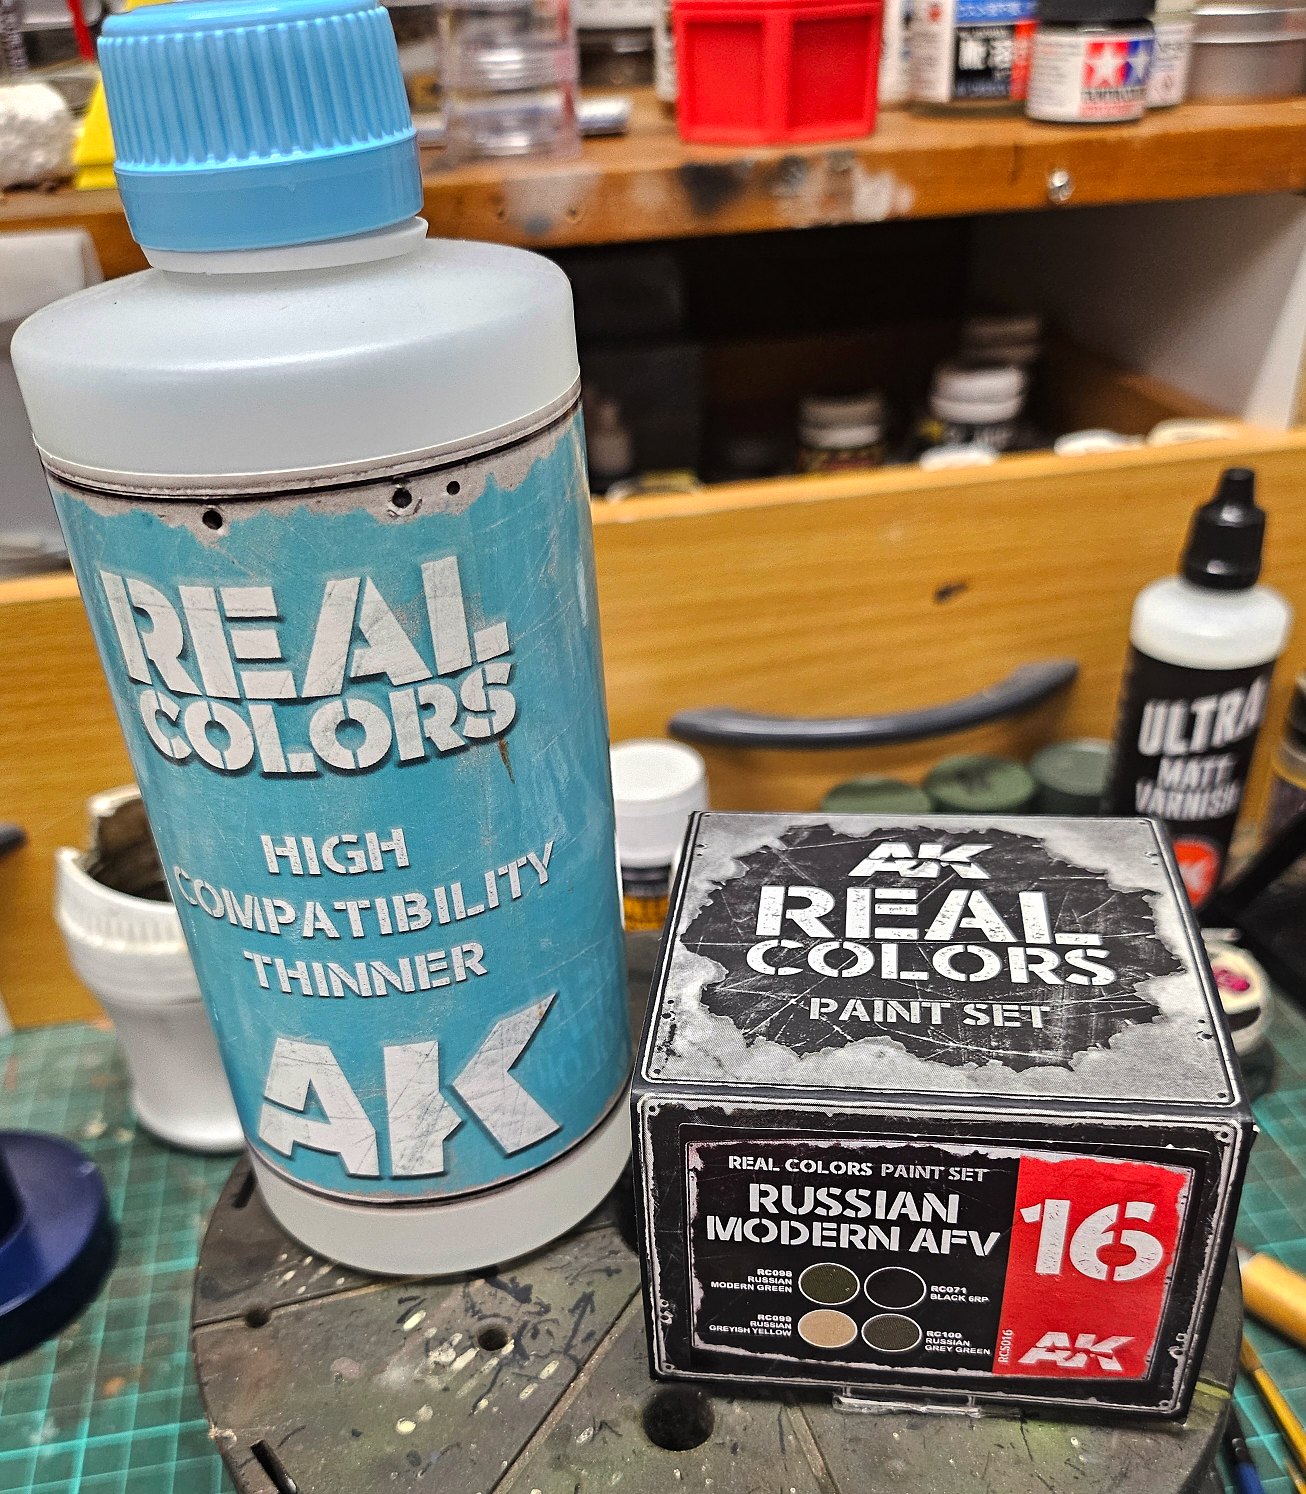 REAL
COLORS
HIGH
COMPATIBILITY
THINNER
AK
AK
REAL
COLORS
PAINT SET
REAL COLORS PAINT SET
RUSSIAN
MODERN AFV
16
RC098
RUSSIAN
MODERN GREEN
RC071
BLACK 6RP
RC099
RUSSIAN
GREYISH YELLOW
RC100
RUSSIAN
GREY GREEN
RCS016
AK
ULTRA
MATT
VARNISH
TAMIYA